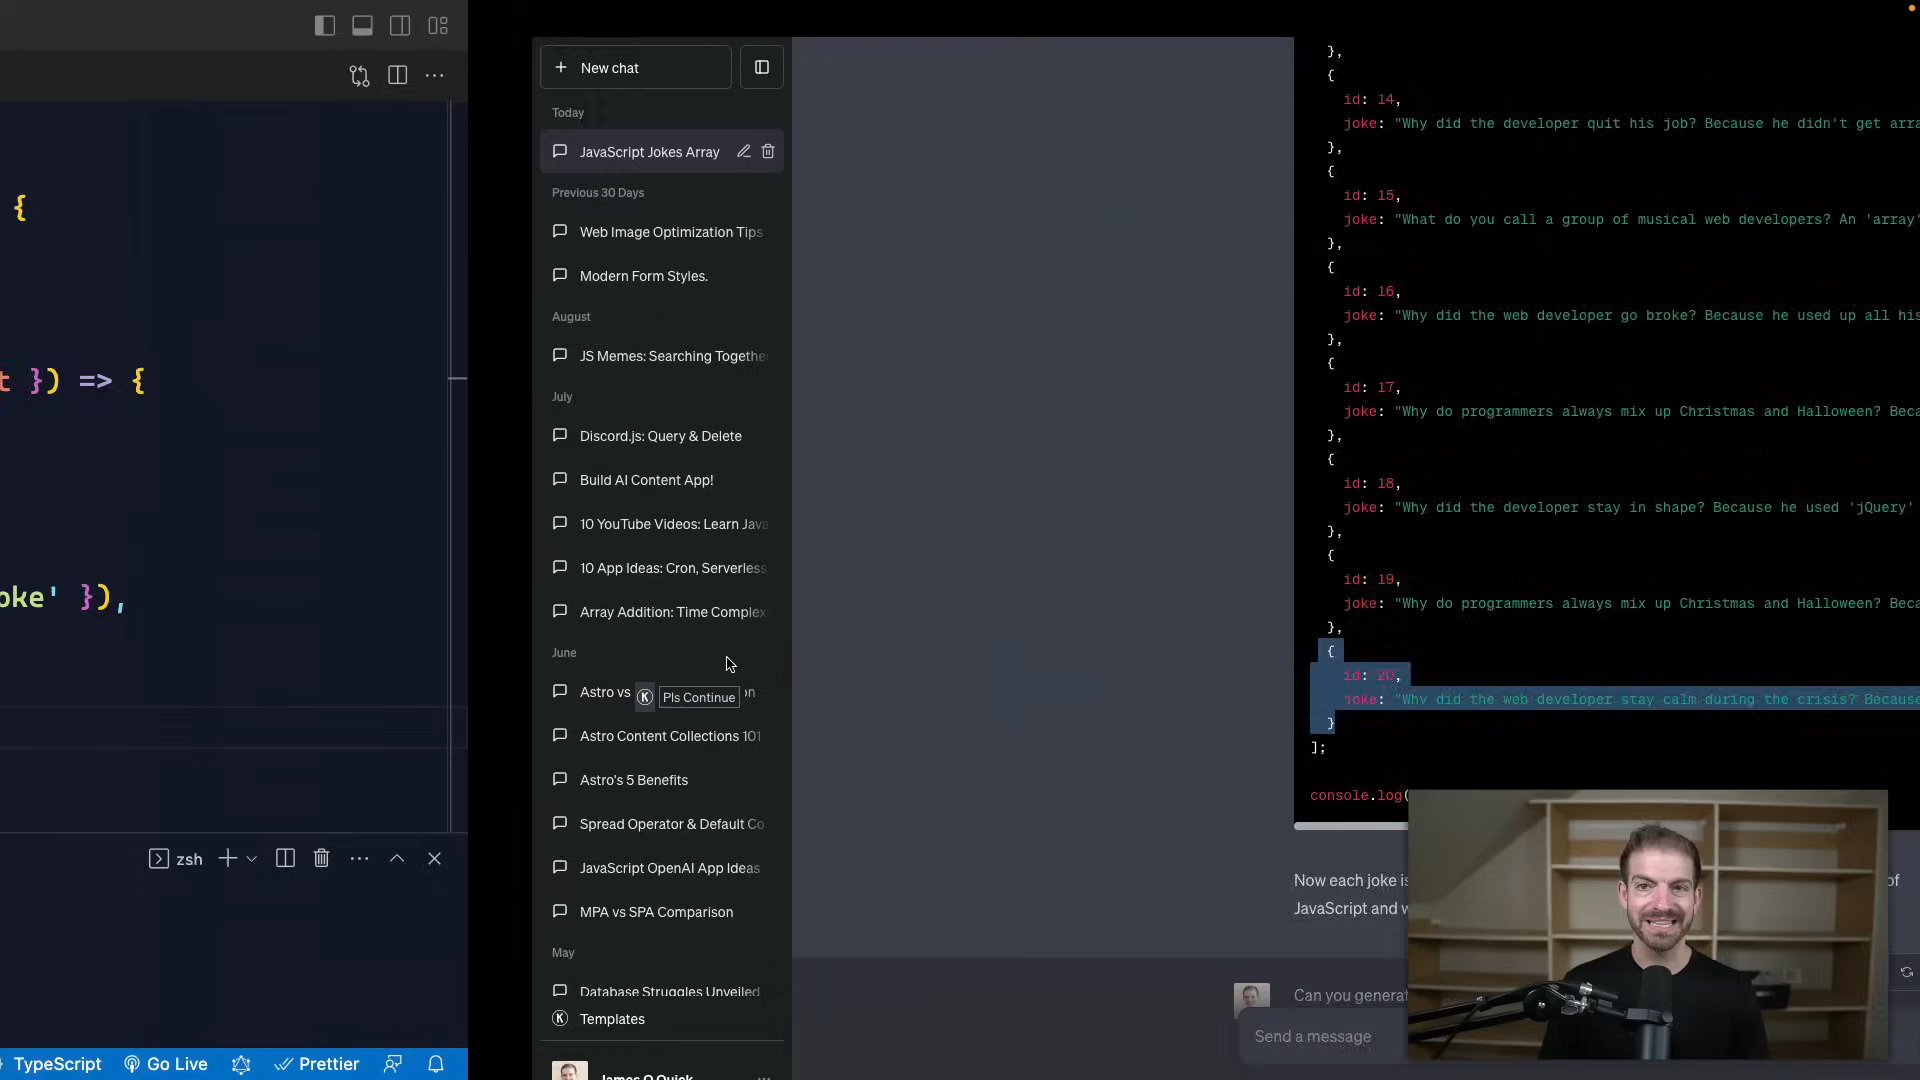 {
t }) => {
oke' }),
zsh
TypeScript
Go Live
Prettier
New chat
Today
JavaScript Jokes Array
Previous 30 Days
Web Image Optimization Tips
Modern Form Styles.
August
JS Memes: Searching Togethe
July
Discord.js: Query & Delete
Build AI Content App!
10 YouTube Videos: Learn Java
10 App Ideas: Cron, Serverless
Array Addition: Time Complex
June
Astro vs
K Pls Continue
on
Astro Content Collections 101
Astro's 5 Benefits
Spread Operator & Default Co
JavaScript OpenAI App Ideas
MPA vs SPA Comparison
May
Database Struggles Unveiled
K Templates
James Q Quick
},
{
id: 14,
joke: "Why did the developer quit his job? Because he didn't get arra
},
{
id: 15,
joke: "What do you call a group of musical web developers? An 'array'
},
{
id: 16,
joke: "Why did the web developer go broke? Because he used up all his
},
{
id: 17,
joke: "Why do programmers always mix up Christmas and Halloween? Beca
},
{
id: 18,
joke: "Why did the developer stay in shape? Because he used 'jQuery'
},
{
id: 19,
joke: "Why do programmers always mix up Christmas and Halloween? Beca
},
{
id: 20,
joke: "Why did the web developer stay calm during the crisis? Because
}
];
console.log(
Now each joke is
of
JavaScript and w
Can you generat
Send a message